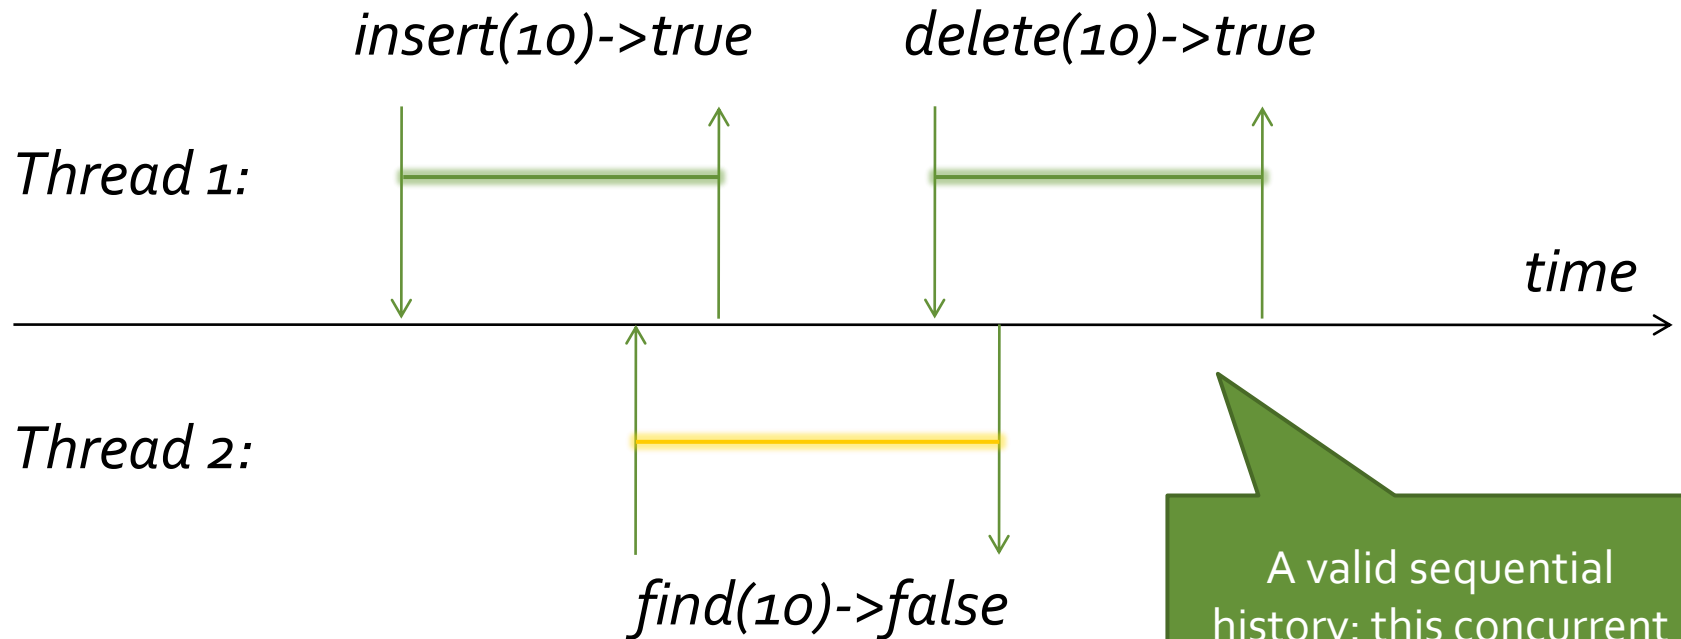 insert(10)->true
delete(10)->true
Thread 1:
time
Thread 2:
find(10)->false
A valid sequential
history: this concurrent